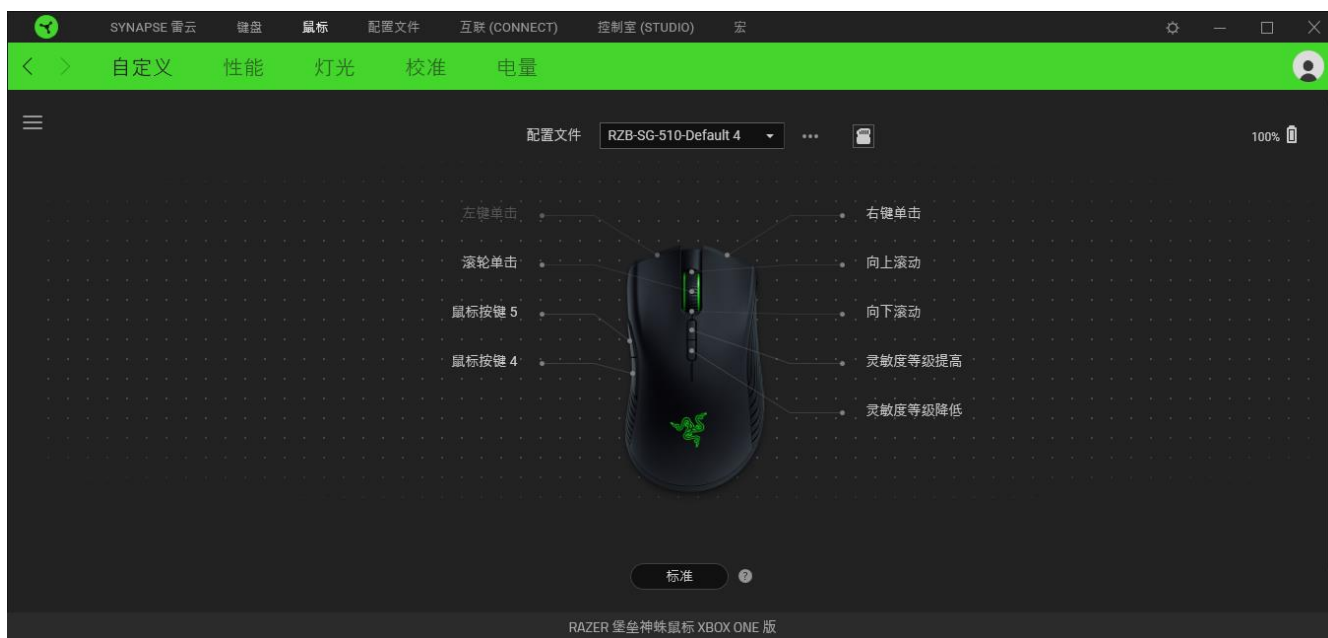 SYNAPSE 雷云 键盘 鼠标 配置文件 互联 (CONNECT) 控制室 (STUDIO) 宏
自定义 性能 灯光 校准 电量
配置文件 RZB-SG-510-Default 4 100%
左键单击 右键单击
滚轮单击 向上滚动
鼠标按键 5 向下滚动
鼠标按键 4 灵敏度等级提高
灵敏度等级降低
标准 ?
RAZER 堡垒神蛛鼠标 XBOX ONE 版